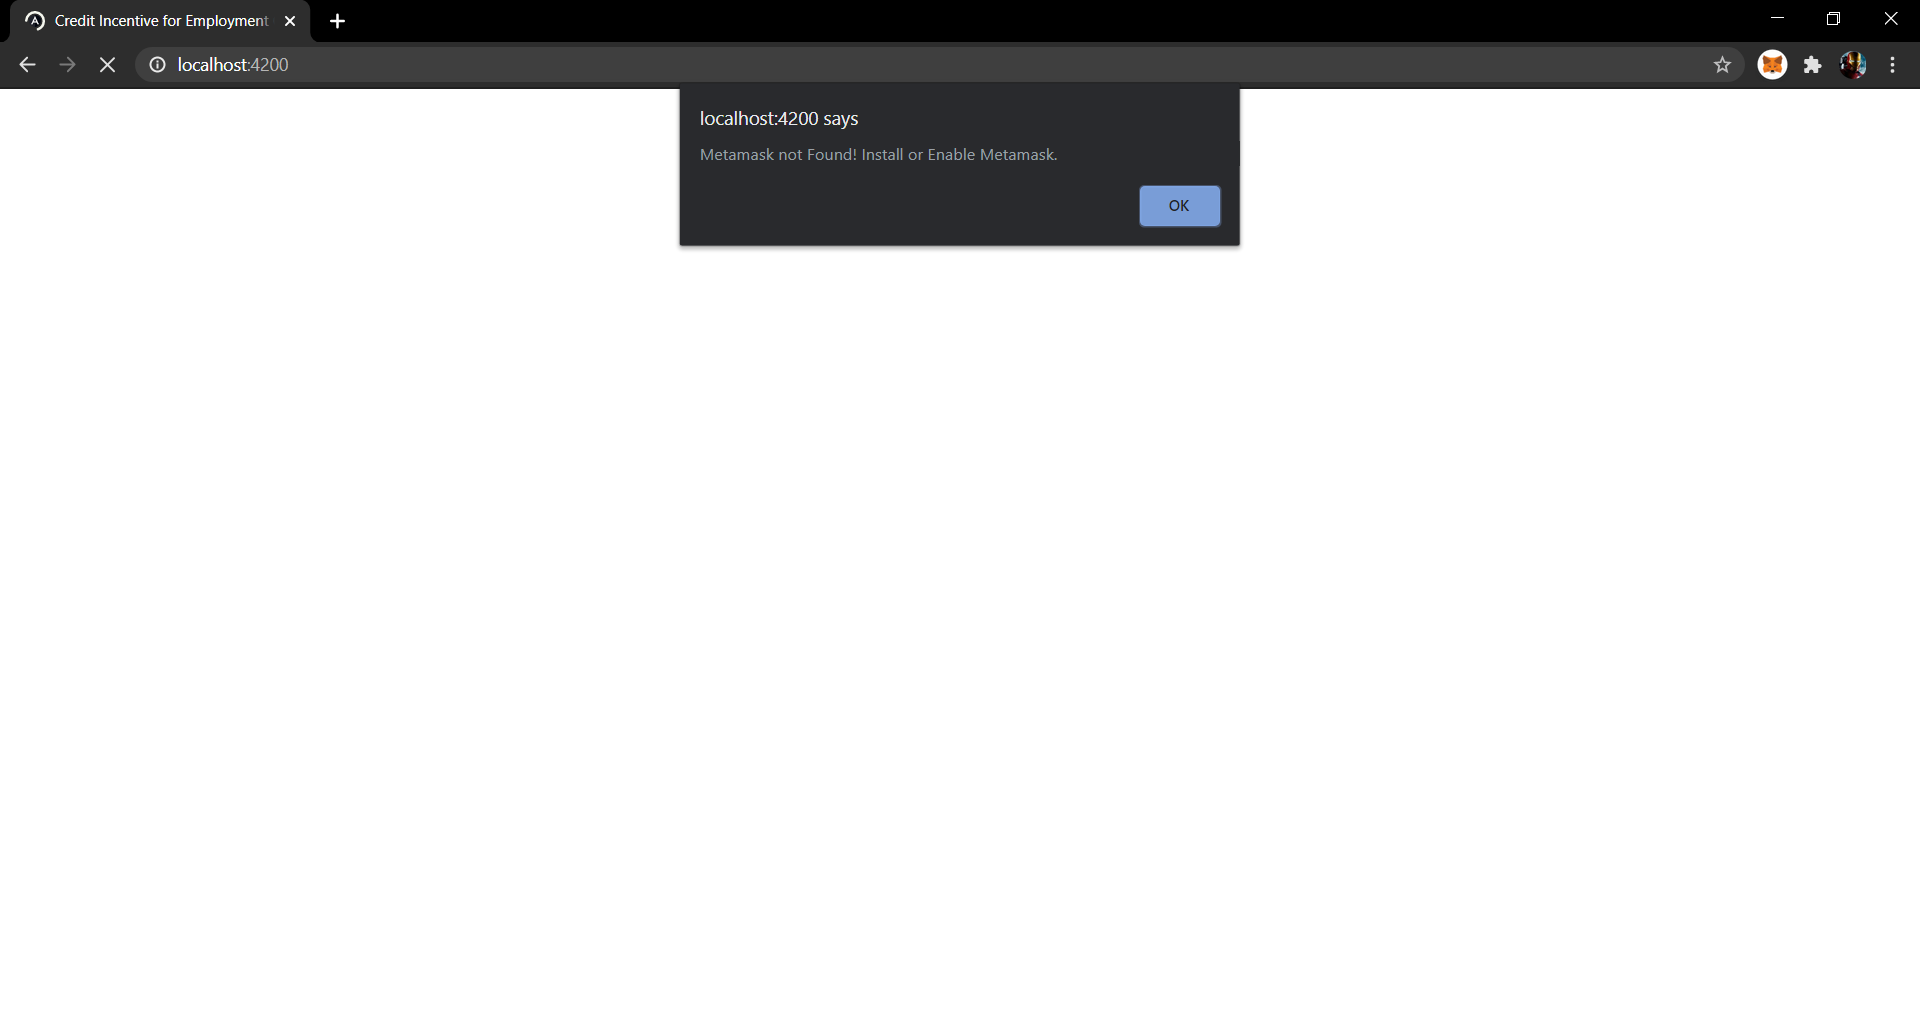 Credit Incentive for Employment
localhost:4200
localhost:4200 says
Metamask not Found! Install or Enable Metamask.
OK